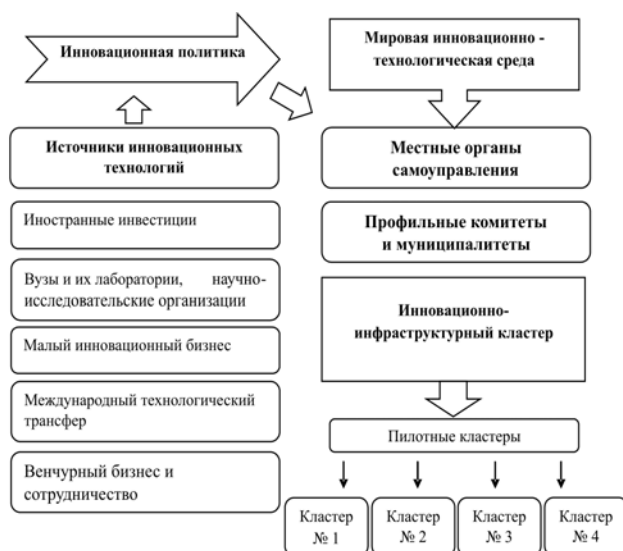 Инновационная политика
Мировая инновационно -
технологическая среда
Источники инновационных
технологий
Иностранные инвестиции
Вузы и их лаборатории, научно-
исследовательские организации
Малый инновационный бизнес
Международный технологический
трансфер
Венчурный бизнес и
сотрудничество
Местные органы
самоуправления
Профильные комитеты
и муниципалитеты
Инновационно-
инфраструктурный кластер
Пилотные кластеры
Кластер
№ 1
Кластер
№ 2
Кластер
№ 3
Кластер
№ 4